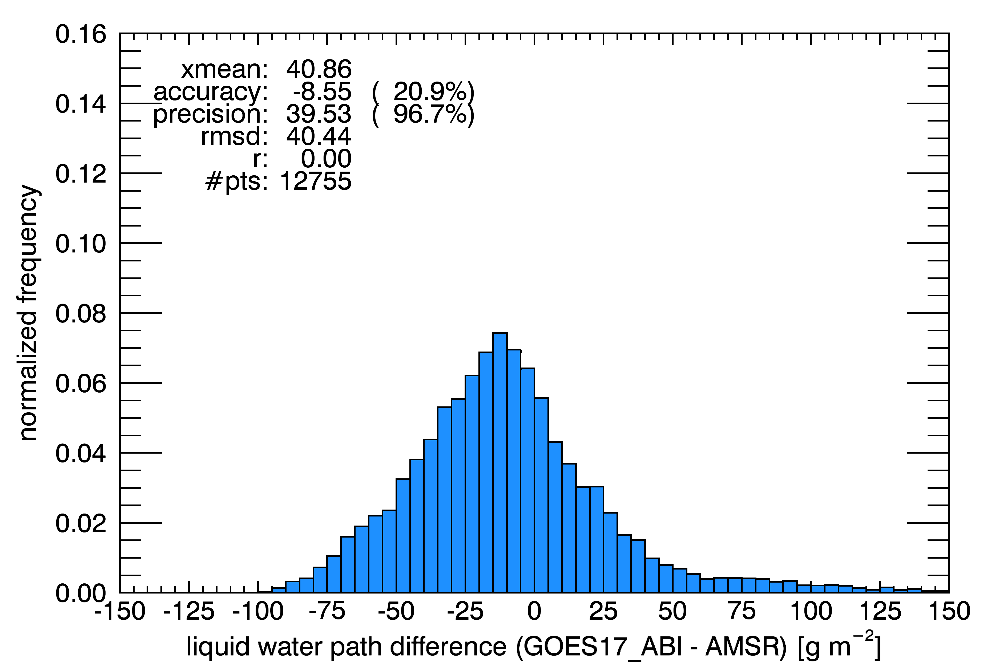 xmean: 40.86
accuracy: -8.55 ( 20.9%)
precision: 39.53 ( 96.7%)
rmsd: 40.44
r: 0.00
#pts: 12755
normalized frequency
0.16
0.14
0.12
0.10
0.08
0.06
0.04
0.02
0.00
-150 -125 -100 -75 -50 -25 0 25 50 75 100 125 150
liquid water path difference (GOES17_ABI - AMSR) [g m⁻²]